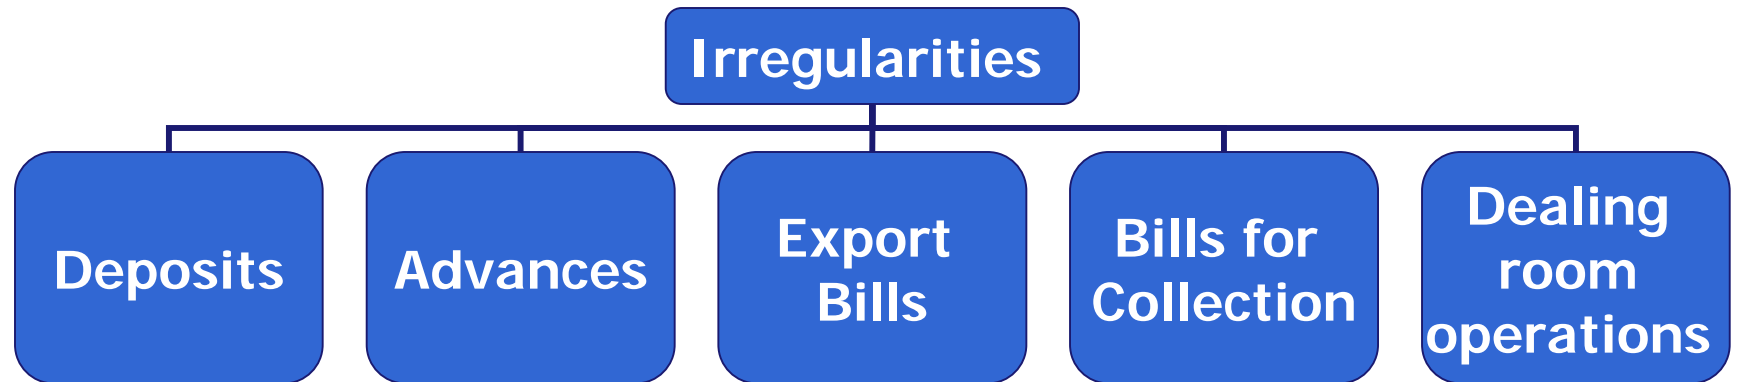 Irregularities
Deposits
Advances
Export
Bills
Bills for
Collection
Dealing
room
operations